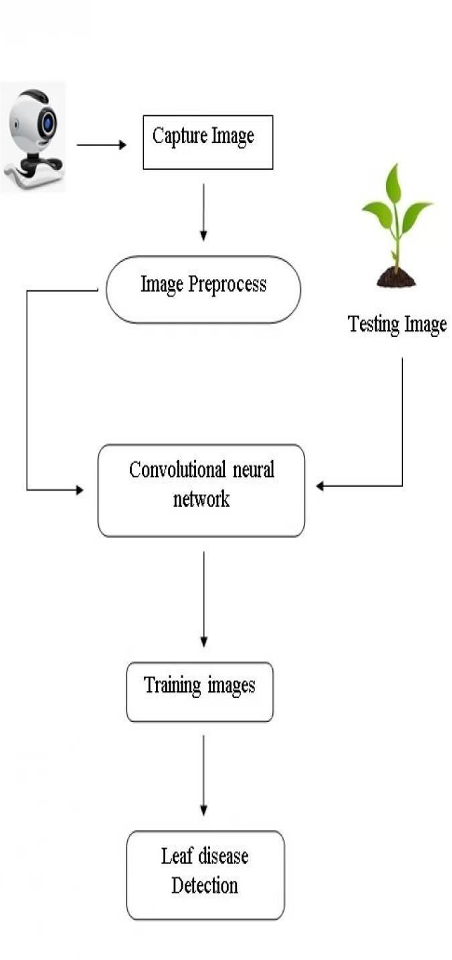 Capture Image
Image Preprocess
Testing Image
Convolutional neural
network
Training images
Leaf disease
Detection